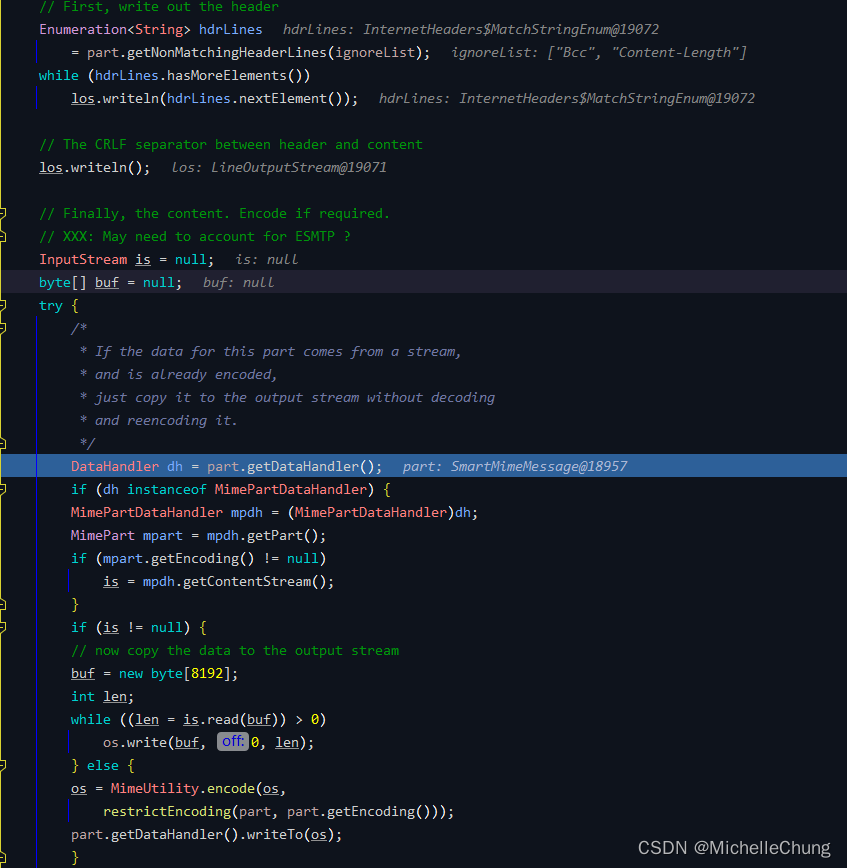 // First, write out the header
Enumeration<String> hdrLines   hdrLines: InternetHeaders$MatchStringEnum@19072
    = part.getNonMatchingHeaderLines(ignoreList);   ignoreList: ["Bcc", "Content-Length"]
while (hdrLines.hasMoreElements())
    los.writeln(hdrLines.nextElement());   hdrLines: InternetHeaders$MatchStringEnum@19072
// The CRLF separator between header and content
los.writeln();   los: LineOutputStream@19071
// Finally, the content. Encode if required.
// XXX: May need to account for ESMTP ?
InputStream is = null;   is: null
byte[] buf = null;   buf: null
try {
    /*
     * If the data for this part comes from a stream,
     * and is already encoded,
     * just copy it to the output stream without decoding
     * and reencoding it.
     */
    DataHandler dh = part.getDataHandler();   part: SmartMimeMessage@18957
    if (dh instanceof MimePartDataHandler) {
    MimePartDataHandler mpdh = (MimePartDataHandler)dh;
    MimePart mpart = mpdh.getPart();
    if (mpart.getEncoding() != null)
        is = mpdh.getContentStream();
    }
    if (is != null) {
    // now copy the data to the output stream
    buf = new byte[8192];
    int len;
    while ((len = is.read(buf)) > 0)
        os.write(buf, off: 0, len);
    } else {
    os = MimeUtility.encode(os,
        restrictEncoding(part, part.getEncoding()));
    part.getDataHandler().writeTo(os);
    }
CSDN @MichelleChung